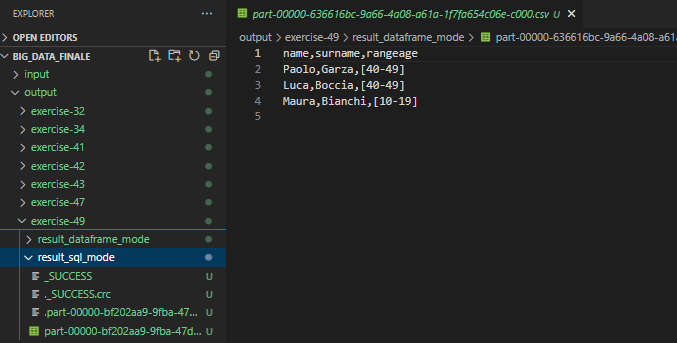 EXPLORER
OPEN EDITORS
BIG_DATA_FINALE
input
output
exercise-32
exercise-34
exercise-41
exercise-42
exercise-43
exercise-47
exercise-49
result_dataframe_mode
result_sql_mode
_SUCCESS U
._SUCCESS.crc U
.part-00000-bf202aa9-9fba-47... U
part-00000-bf202aa9-9fba-47d... U
part-00000-636616bc-9a66-4a08-a61a-1f7fa654c06e-c000.csv U
output > exercise-49 > result_dataframe_mode > part-00000-636616bc-9a66-4a08-a61a
1 name,surname,rangeage
2 Paolo,Garza,[40-49]
3 Luca,Boccia,[40-49]
4 Maura,Bianchi,[10-19]
5